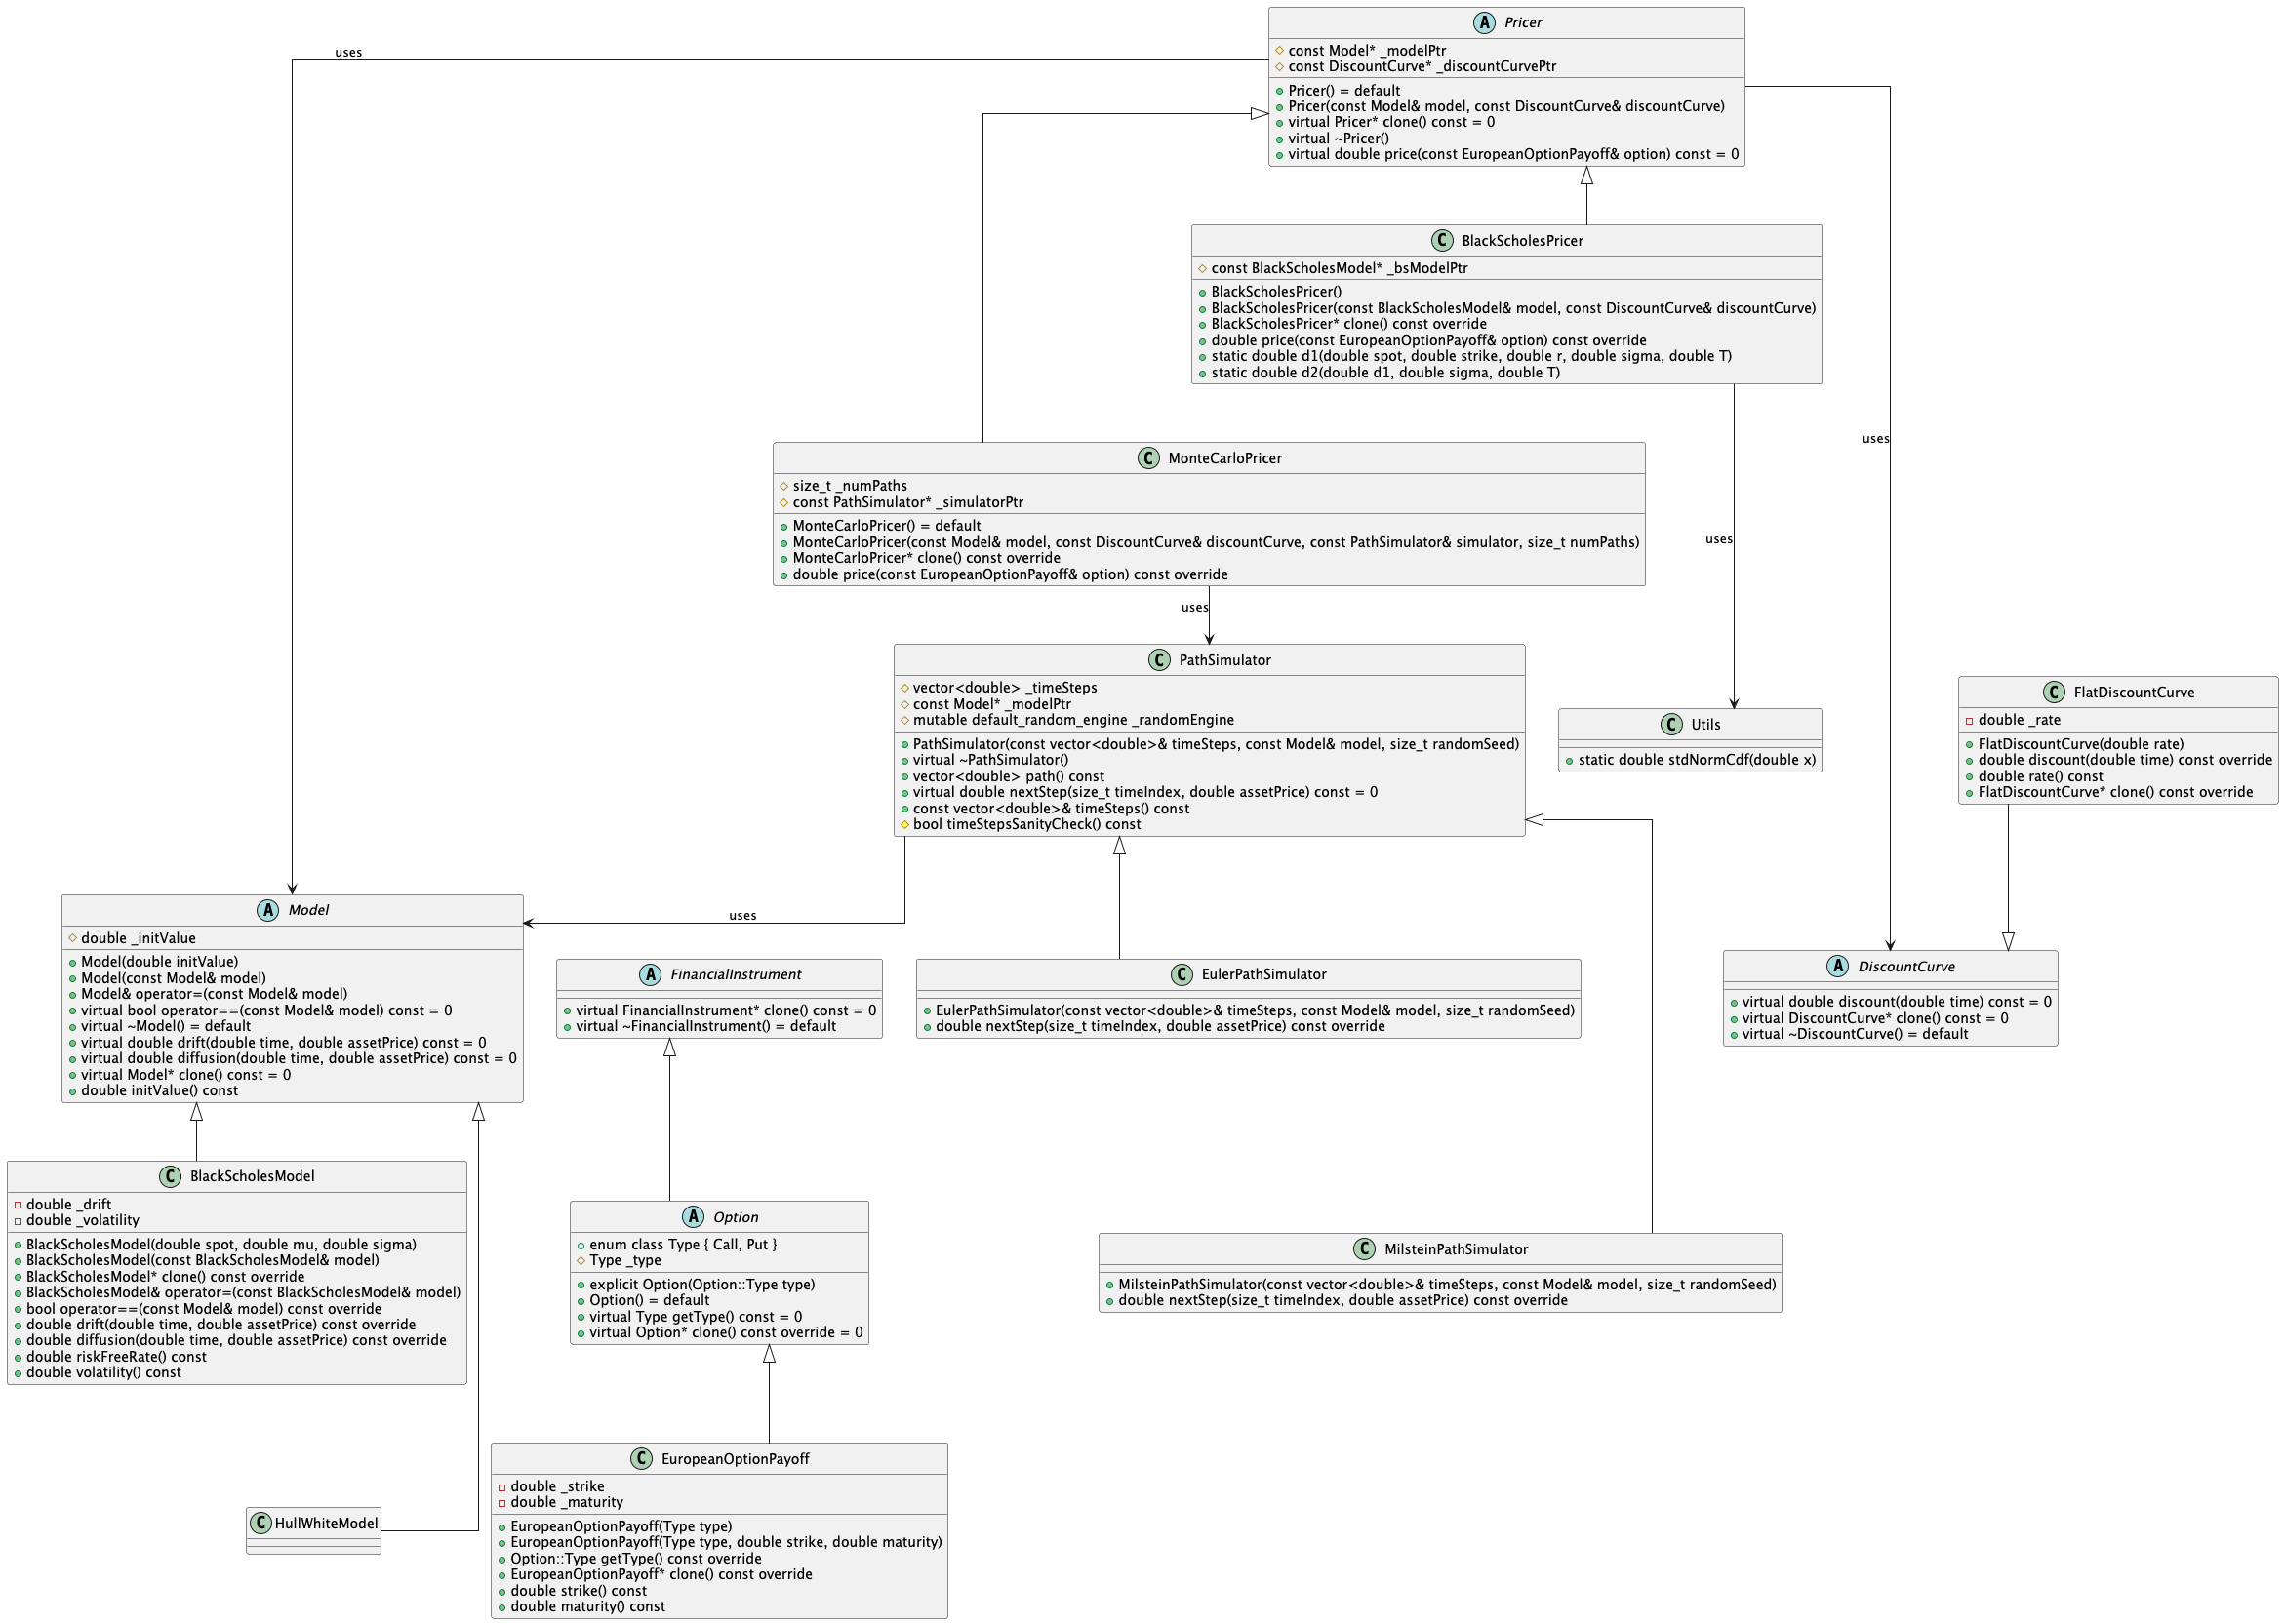 A Pricer
const Model* _modelPtr
const DiscountCurve* _discountCurvePtr
Pricer() = default
Pricer(const Model& model, const DiscountCurve& discountCurve)
virtual Pricer* clone() const = 0
virtual ~Pricer()
virtual double price(const EuropeanOptionPayoff& option) const = 0
uses
C BlackScholesPricer
const BlackScholesModel* _bsModelPtr
BlackScholesPricer()
BlackScholesPricer(const BlackScholesModel& model, const DiscountCurve& discountCurve)
BlackScholesPricer* clone() const override
double price(const EuropeanOptionPayoff& option) const override
static double d1(double spot, double strike, double r, double sigma, double T)
static double d2(double d1, double sigma, double T)
uses
C MonteCarloPricer
size_t _numPaths
const PathSimulator* _simulatorPtr
MonteCarloPricer() = default
MonteCarloPricer(const Model& model, const DiscountCurve& discountCurve, const PathSimulator& simulator, size_t numPaths)
MonteCarloPricer* clone() const override
double price(const EuropeanOptionPayoff& option) const override
uses
uses
C PathSimulator
vector<double> _timeSteps
const Model* _modelPtr
mutable default_random_engine _randomEngine
PathSimulator(const vector<double>& timeSteps, const Model& model, size_t randomSeed)
virtual ~PathSimulator()
vector<double> path() const
virtual double nextStep(size_t timeIndex, double assetPrice) const = 0
const vector<double>& timeSteps() const
bool timeStepsSanityCheck() const
C Utils
static double stdNormCdf(double x)
C FlatDiscountCurve
double _rate
FlatDiscountCurve(double rate)
double discount(double time) const override
double rate() const
FlatDiscountCurve* clone() const override
uses
A Model
double _initValue
Model(double initValue)
Model(const Model& model)
Model& operator=(const Model& model)
virtual bool operator==(const Model& model) const = 0
virtual ~Model() = default
virtual double drift(double time, double assetPrice) const = 0
virtual double diffusion(double time, double assetPrice) const = 0
virtual Model* clone() const = 0
double initValue() const
A FinancialInstrument
virtual FinancialInstrument* clone() const = 0
virtual ~FinancialInstrument() = default
C EulerPathSimulator
EulerPathSimulator(const vector<double>& timeSteps, const Model& model, size_t randomSeed)
double nextStep(size_t timeIndex, double assetPrice) const override
A DiscountCurve
virtual double discount(double time) const = 0
virtual DiscountCurve* clone() const = 0
virtual ~DiscountCurve() = default
C BlackScholesModel
double _drift
double _volatility
BlackScholesModel(double spot, double mu, double sigma)
BlackScholesModel(const BlackScholesModel& model)
BlackScholesModel* clone() const override
BlackScholesModel& operator=(const BlackScholesModel& model)
bool operator==(const Model& model) const override
double drift(double time, double assetPrice) const override
double diffusion(double time, double assetPrice) const override
double riskFreeRate() const
double volatility() const
A Option
enum class Type { Call, Put }
Type _type
explicit Option(Option::Type type)
Option() = default
virtual Type getType() const = 0
virtual Option* clone() const override = 0
C MilsteinPathSimulator
MilsteinPathSimulator(const vector<double>& timeSteps, const Model& model, size_t randomSeed)
double nextStep(size_t timeIndex, double assetPrice) const override
C HullWhiteModel
C EuropeanOptionPayoff
double _strike
double _maturity
EuropeanOptionPayoff(Type type)
EuropeanOptionPayoff(Type type, double strike, double maturity)
Option::Type getType() const override
EuropeanOptionPayoff* clone() const override
double strike() const
double maturity() const